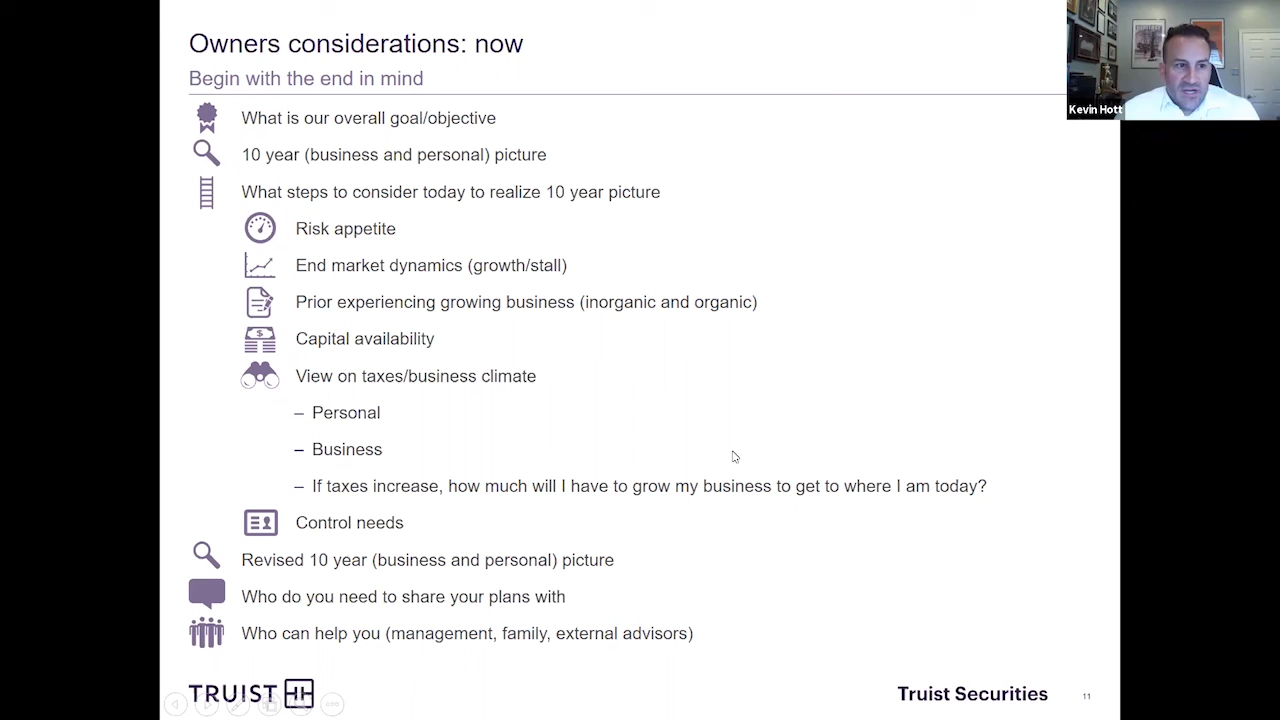 Owners considerations: now
Begin with the end in mind
Kevin Hott
What is our overall goal/objective
10 year (business and personal) picture
What steps to consider today to realize 10 year picture
Risk appetite
End market dynamics (growth/stall)
Prior experiencing growing business (inorganic and organic)
$
Capital availability
View on taxes/business climate
– Personal
– Business
– If taxes increase, how much will I have to grow my business to get to where I am today?
Control needs
Revised 10 year (business and personal) picture
Who do you need to share your plans with
Who can help you (management, family, external advisors)
TRUIST
Truist Securities
11